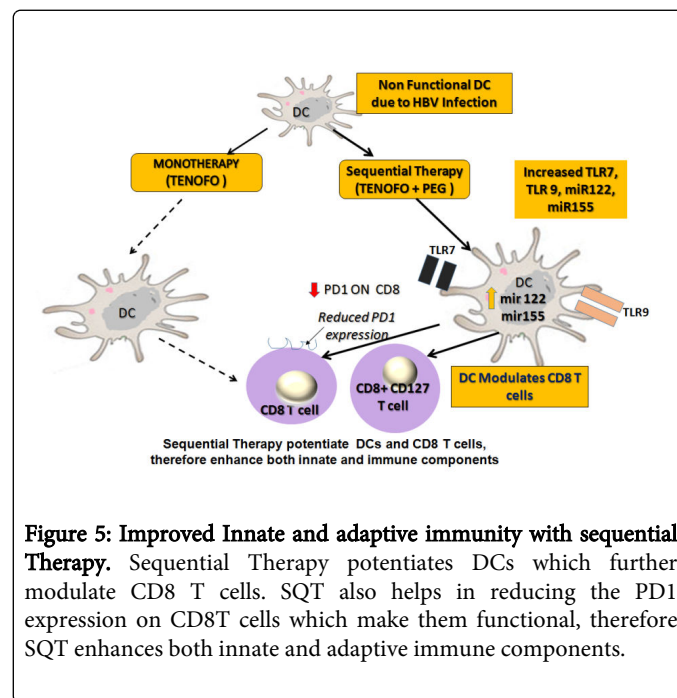 DC
Non Functional DC
due to HBV Infection
MONOTHERAPY
(TENOFO )
Sequential Therapy
(TENOFO + PEG )
Increased TLR7,
TLR 9, miR122,
miR155
TLR7
DC
PD1 ON CD8
Reduced PD1
expression
DC
mir 122
mir155
TLR9
CD8 T cell
CD8+ CD127
T cell
DC Modulates CD8 T
cells
Sequential Therapy potentiate DCs and CD8 T cells,
therefore enhance both innate and immune components
Figure 5: Improved Innate and adaptive immunity with sequential
Therapy. Sequential Therapy potentiates DCs which further
modulate CD8 T cells. SQT also helps in reducing the PD1
expression on CD8T cells which make them functional, therefore
SQT enhances both innate and adaptive immune components.